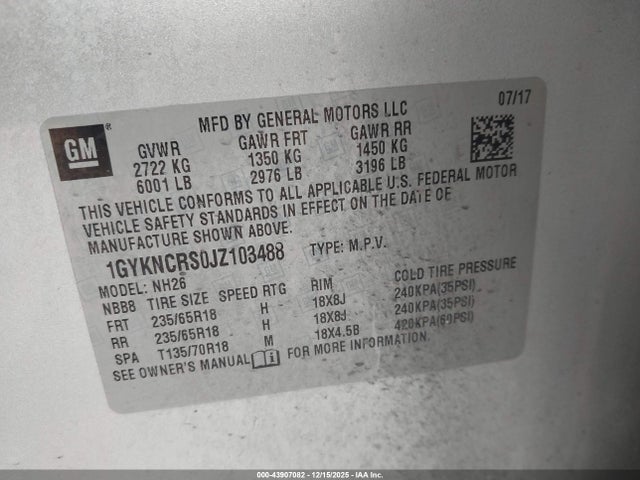 GM ®
MFD BY GENERAL MOTORS LLC 07/17
GVWR GAWR FRT GAWR RR
2722 KG 1350 KG 1450 KG
6001 LB 2976 LB 3196 LB
THIS VEHICLE CONFORMS TO ALL APPLICABLE U.S. FEDERAL MOTOR
VEHICLE SAFETY STANDARDS IN EFFECT ON THE DATE OF
MANUFACTURE SHOWN ABOVE.
1GYKNCRS0JZ103488 TYPE: M.P.V.
MODEL: NH26
NBB8 TIRE SIZE SPEED RTG RIM COLD TIRE PRESSURE
FRT 235/65R18 H 18X8J 240KPA(35PSI)
RR 235/65R18 H 18X8J 240KPA(35PSI)
SPA T135/70R18 M 18X4.5B 420KPA(60PSI)
SEE OWNER'S MANUAL FOR MORE INFORMATION.
000-43907082 - 12/15/2025 - IAA Inc.